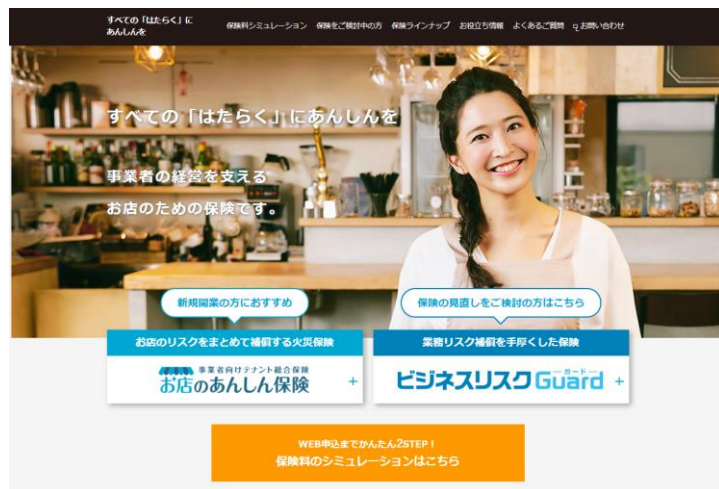 すべての「はたらく」に
あんしんを
保険料シミュレーション 保険をご検討中の方 保険ラインナップ お役立ち情報 よくあるご質問 お問い合わせ
すべての「はたらく」にあんしんを
事業者の経営を支える
お店のための保険です。
新規開業の方におすすめ
お店のリスクをまとめて補償する火災保険
事業者向けテナント総合保険
お店のあんしん保険
+
保険の見直しをご検討の方はこちら
業務リスク補償を手厚くした保険
ガード
ビジネスリスクGuard
+
WEB申込までかんたん2STEP！
保険料のシミュレーションはこちら